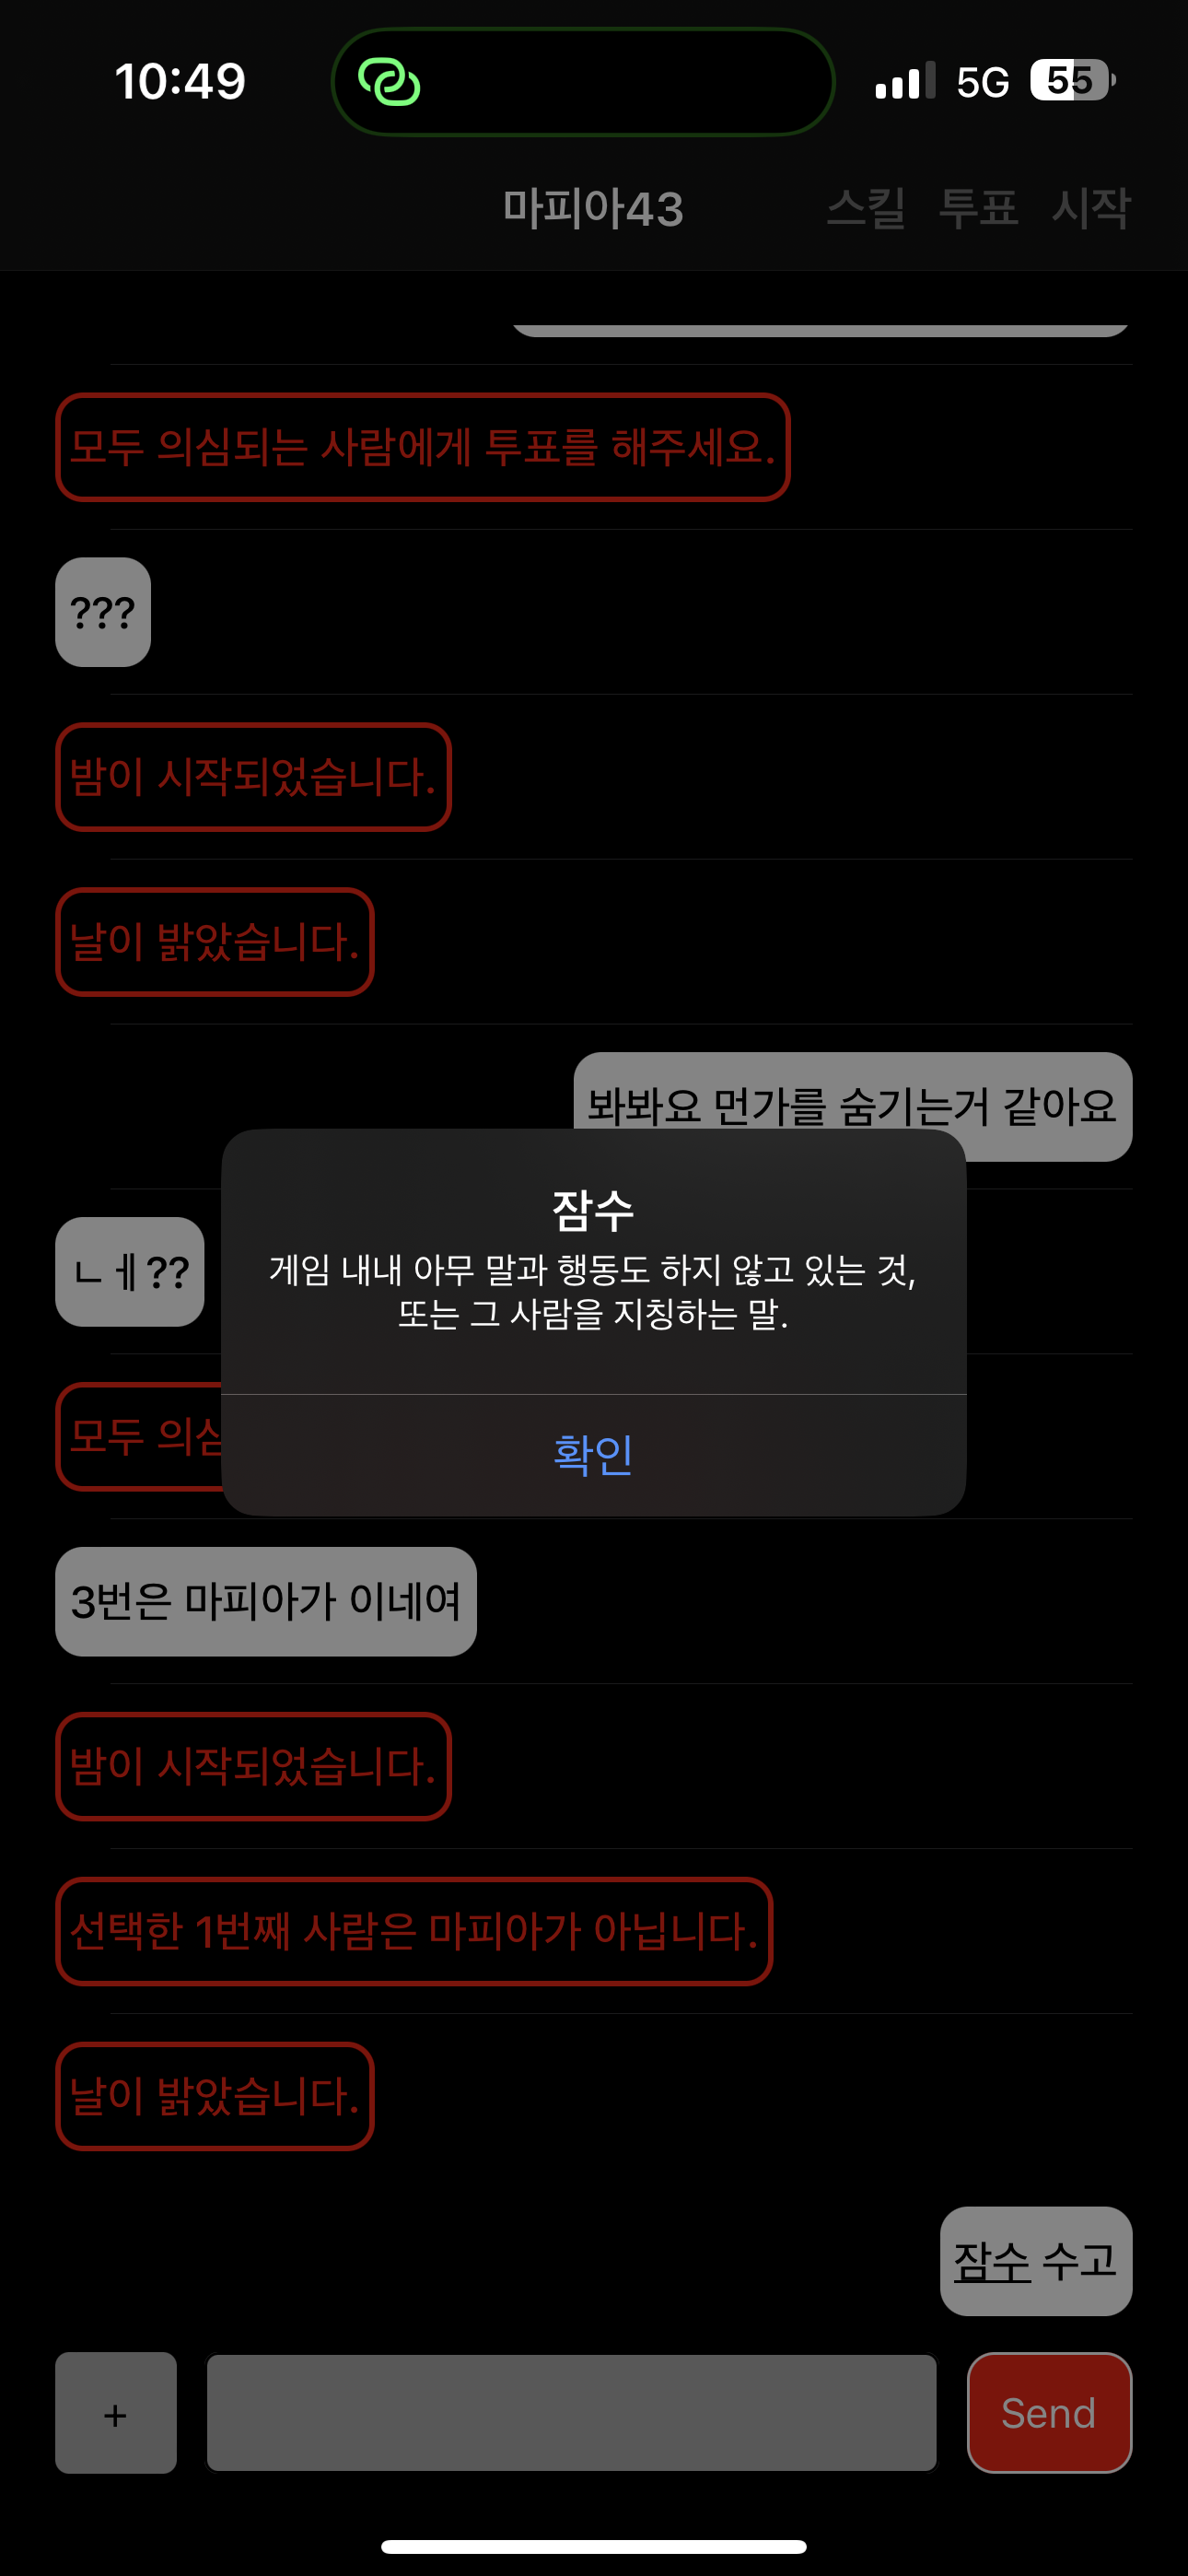 10:49
5G
55
마피아43
스킬 투표 시작
모두 의심되는 사람에게 투표를 해주세요.
???
밤이 시작되었습니다.
날이 밝았습니다.
봐봐요 먼가를 숨기는거 같아요
ㄴㅔ??
잠수
게임 내내 아무 말과 행동도 하지 않고 있는 것,
또는 그 사람을 지칭하는 말.
확인
모두 의심
3번은 마피아가 이네여
밤이 시작되었습니다.
선택한 1번째 사람은 마피아가 아닙니다.
날이 밝았습니다.
잠수 수고
+
Send